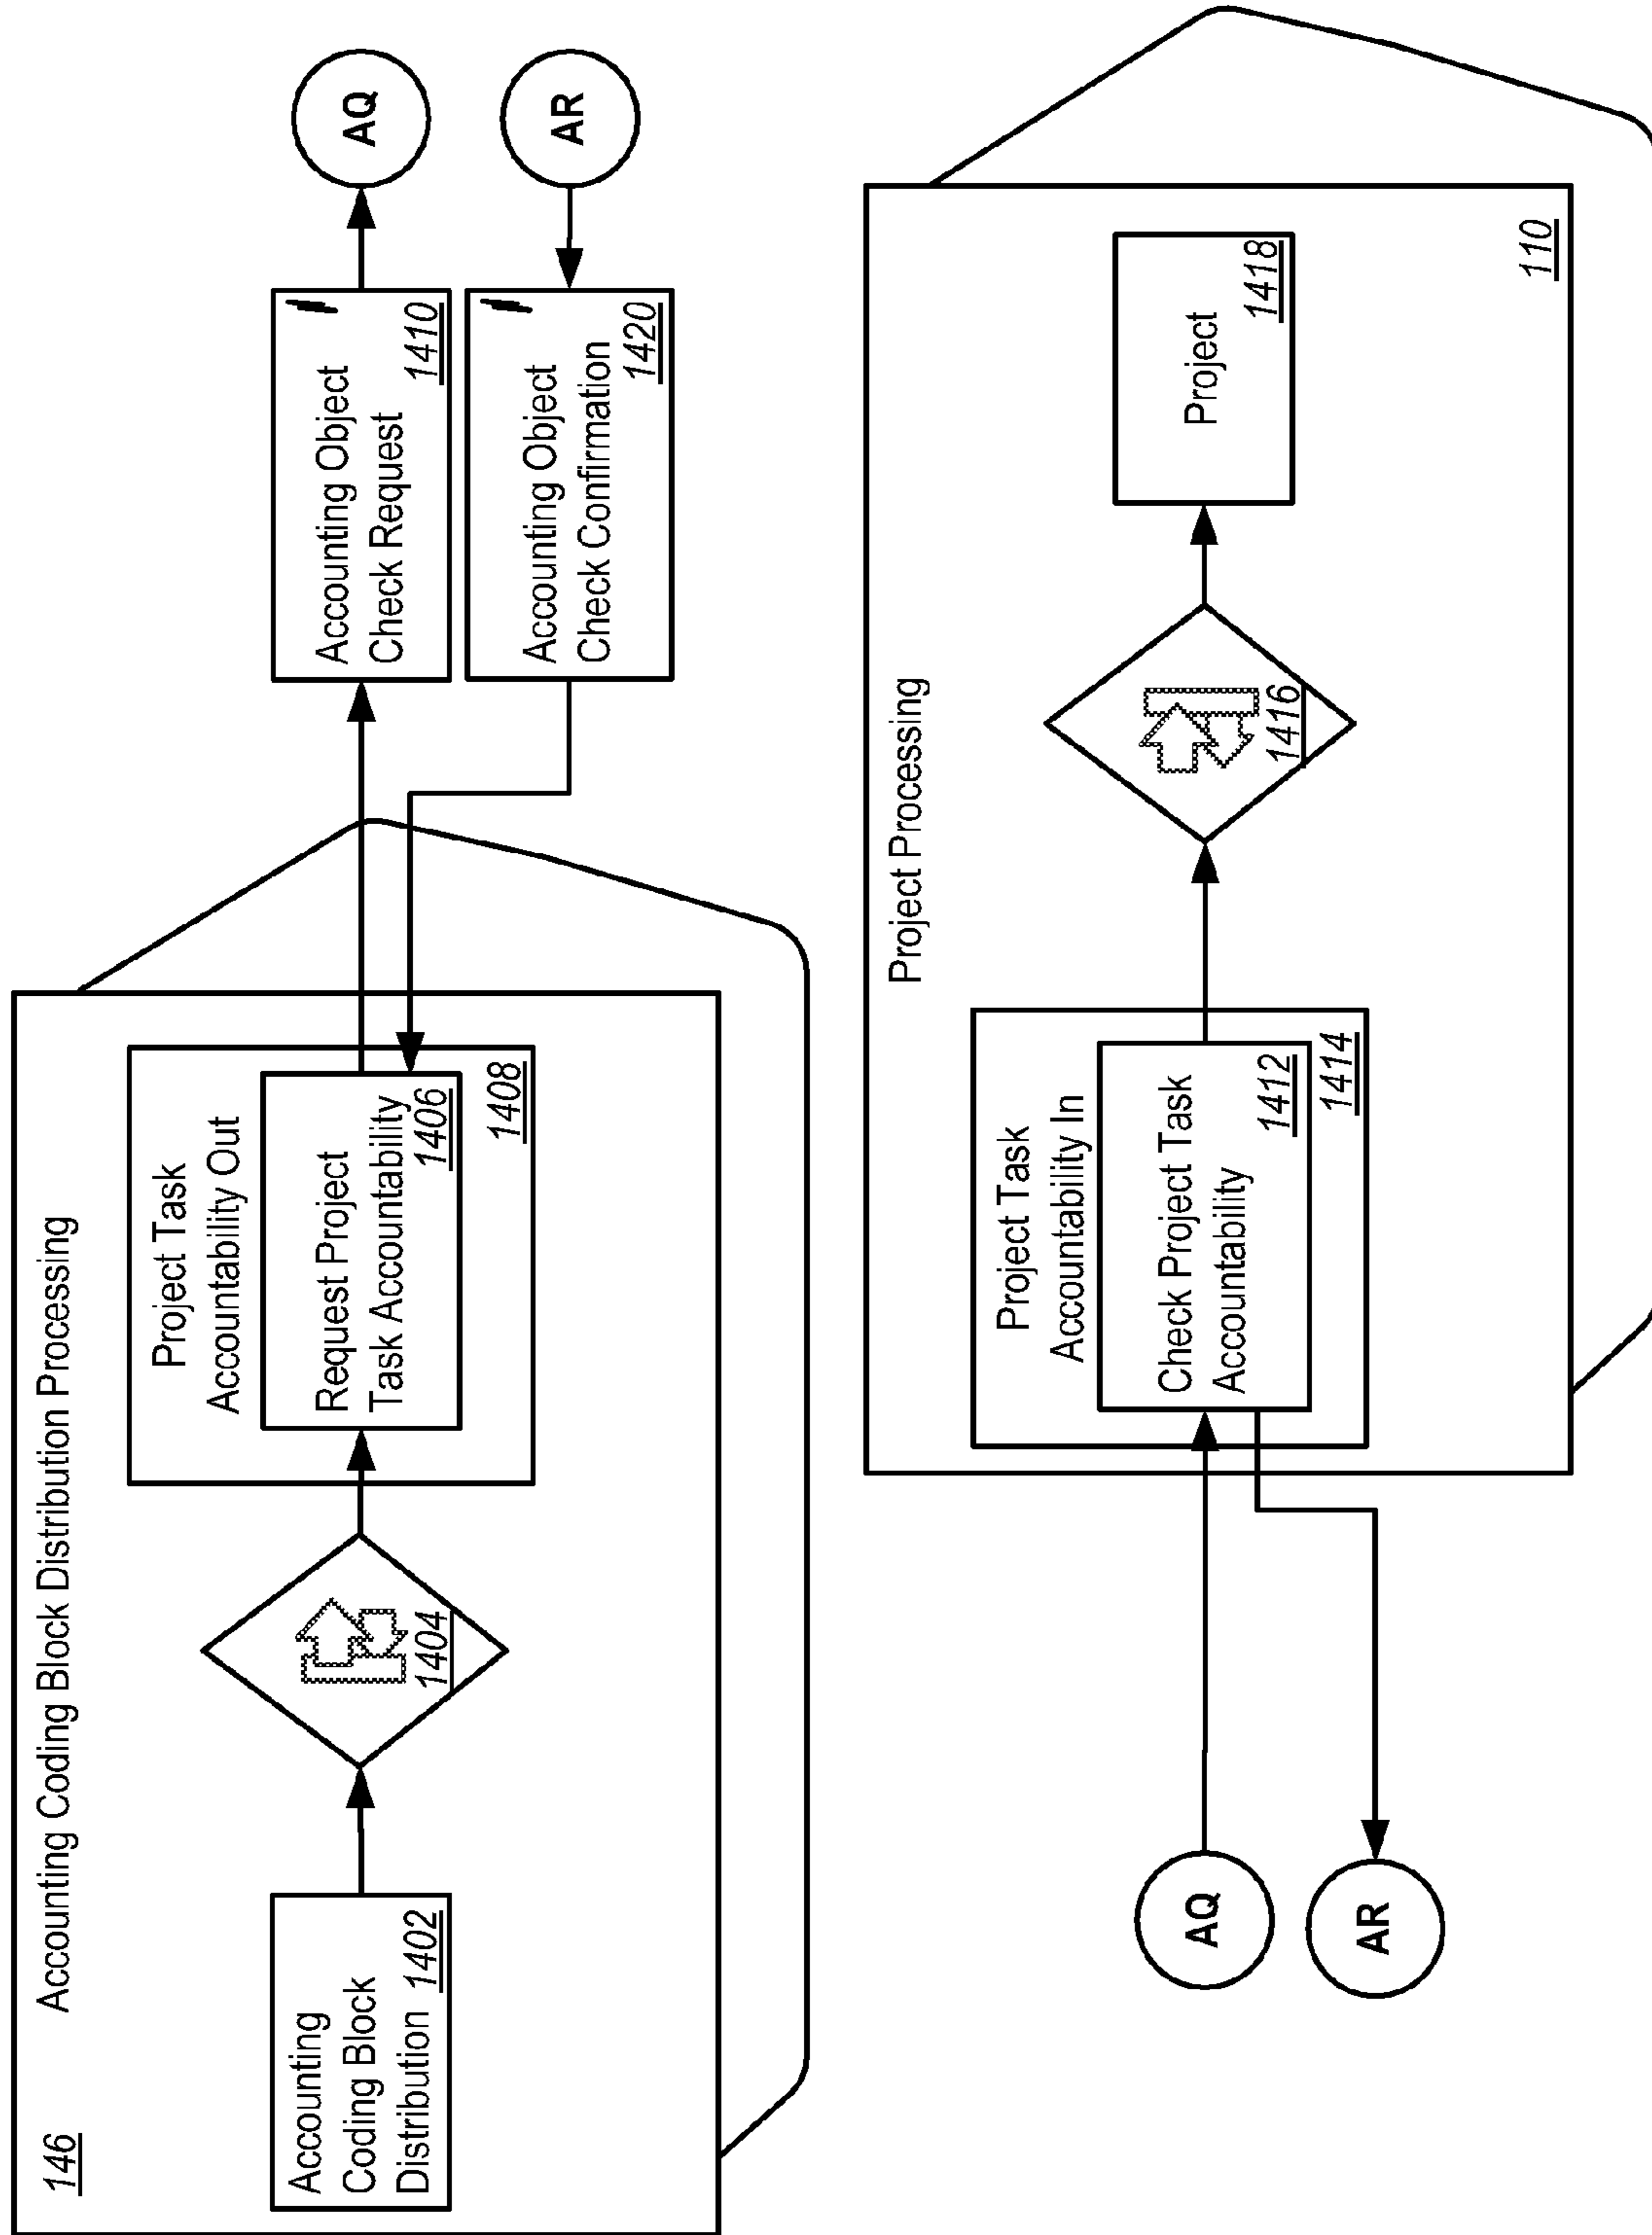 146
Accounting Coding Block Distribution Processing
Accounting
Coding Block
Distribution 1402
1404
Project Task
Accountability Out
Request Project
Task Accountability
1406
1408
Accounting Object
Check Request
1410
AQ
Accounting Object
Check Confirmation
1420
AR
Project Processing
AQ
AR
Project Task
Accountability In
Check Project Task
Accountability
1412
1414
1416
Project
1418
110